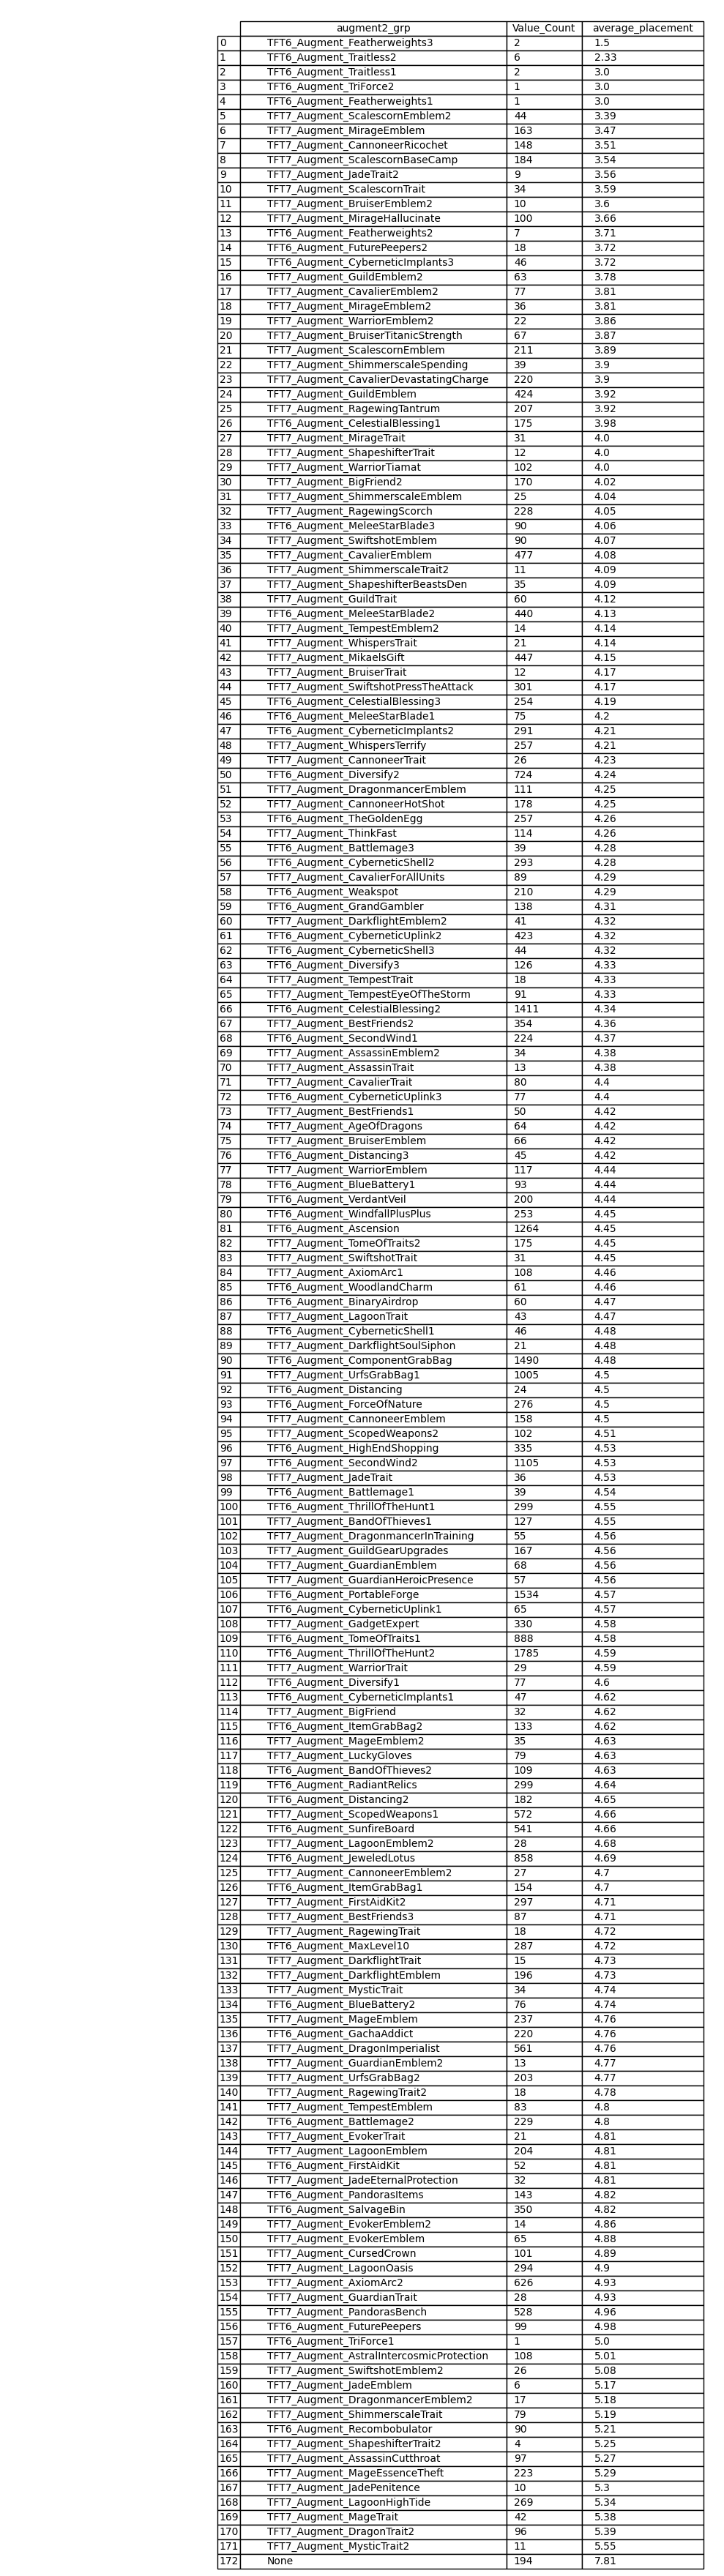 augment2_grp Value_Count average_placement
0 TFT6_Augment_Featherweights3 2 1.5
1 TFT6_Augment_Traitless2 6 2.33
2 TFT6_Augment_Traitless1 2 3.0
3 TFT6_Augment_TriForce2 1 3.0
4 TFT6_Augment_Featherweights1 1 3.0
5 TFT7_Augment_ScalescornEmblem2 44 3.39
6 TFT7_Augment_MirageEmblem 163 3.47
7 TFT7_Augment_CannoneerRicochet 148 3.51
8 TFT7_Augment_ScalescornBaseCamp 184 3.54
9 TFT7_Augment_JadeTrait2 9 3.56
10 TFT7_Augment_ScalescornTrait 34 3.59
11 TFT7_Augment_BruiserEmblem2 10 3.6
12 TFT7_Augment_MirageHallucinate 100 3.66
13 TFT6_Augment_Featherweights2 7 3.71
14 TFT6_Augment_FuturePeepers2 18 3.72
15 TFT6_Augment_CyberneticImplants3 46 3.72
16 TFT7_Augment_GuildEmblem2 63 3.78
17 TFT7_Augment_CavalierEmblem2 77 3.81
18 TFT7_Augment_MirageEmblem2 36 3.81
19 TFT7_Augment_WarriorEmblem2 22 3.86
20 TFT7_Augment_BruiserTitanicStrength 67 3.87
21 TFT7_Augment_ScalescornEmblem 211 3.89
22 TFT7_Augment_ShimmerscaleSpending 39 3.9
23 TFT7_Augment_CavalierDevastatingCharge 220 3.9
24 TFT7_Augment_GuildEmblem 424 3.92
25 TFT7_Augment_RagewingTantrum 207 3.92
26 TFT6_Augment_CelestialBlessing1 175 3.98
27 TFT7_Augment_MirageTrait 31 4.0
28 TFT7_Augment_ShapeshifterTrait 12 4.0
29 TFT7_Augment_WarriorTiamat 102 4.0
30 TFT7_Augment_BigFriend2 170 4.02
31 TFT7_Augment_ShimmerscaleEmblem 25 4.04
32 TFT7_Augment_RagewingScorch 228 4.05
33 TFT6_Augment_MeleeStarBlade3 90 4.06
34 TFT7_Augment_SwiftshotEmblem 90 4.07
35 TFT7_Augment_CavalierEmblem 477 4.08
36 TFT7_Augment_ShimmerscaleTrait2 11 4.09
37 TFT7_Augment_ShapeshifterBeastsDen 35 4.09
38 TFT7_Augment_GuildTrait 60 4.12
39 TFT6_Augment_MeleeStarBlade2 440 4.13
40 TFT7_Augment_TempestEmblem2 14 4.14
41 TFT7_Augment_WhispersTrait 21 4.14
42 TFT7_Augment_MikaelsGift 447 4.15
43 TFT7_Augment_BruiserTrait 12 4.17
44 TFT7_Augment_SwiftshotPressTheAttack 301 4.17
45 TFT6_Augment_CelestialBlessing3 254 4.19
46 TFT6_Augment_MeleeStarBlade1 75 4.2
47 TFT6_Augment_CyberneticImplants2 291 4.21
48 TFT7_Augment_WhispersTerrify 257 4.21
49 TFT7_Augment_CannoneerTrait 26 4.23
50 TFT6_Augment_Diversify2 724 4.24
51 TFT7_Augment_DragonmancerEmblem 111 4.25
52 TFT7_Augment_CannoneerHotShot 178 4.25
53 TFT6_Augment_TheGoldenEgg 257 4.26
54 TFT7_Augment_ThinkFast 114 4.26
55 TFT6_Augment_Battlemage3 39 4.28
56 TFT6_Augment_CyberneticShell2 293 4.28
57 TFT7_Augment_CavalierForAllUnits 89 4.29
58 TFT6_Augment_Weakspot 210 4.29
59 TFT6_Augment_GrandGambler 138 4.31
60 TFT7_Augment_DarkflightEmblem2 41 4.32
61 TFT6_Augment_CyberneticUplink2 423 4.32
62 TFT6_Augment_CyberneticShell3 44 4.32
63 TFT6_Augment_Diversify3 126 4.33
64 TFT7_Augment_TempestTrait 18 4.33
65 TFT7_Augment_TempestEyeOfTheStorm 91 4.33
66 TFT6_Augment_CelestialBlessing2 1411 4.34
67 TFT7_Augment_BestFriends2 354 4.36
68 TFT6_Augment_SecondWind1 224 4.37
69 TFT7_Augment_AssassinEmblem2 34 4.38
70 TFT7_Augment_AssassinTrait 13 4.38
71 TFT7_Augment_CavalierTrait 80 4.4
72 TFT6_Augment_CyberneticUplink3 77 4.4
73 TFT7_Augment_BestFriends1 50 4.42
74 TFT7_Augment_AgeOfDragons 64 4.42
75 TFT7_Augment_BruiserEmblem 66 4.42
76 TFT6_Augment_Distancing3 45 4.42
77 TFT7_Augment_WarriorEmblem 117 4.44
78 TFT6_Augment_BlueBattery1 93 4.44
79 TFT6_Augment_VerdantVeil 200 4.44
80 TFT6_Augment_WindfallPlusPlus 253 4.45
81 TFT6_Augment_Ascension 1264 4.45
82 TFT7_Augment_TomeOfTraits2 175 4.45
83 TFT7_Augment_SwiftshotTrait 31 4.45
84 TFT7_Augment_AxiomArc1 108 4.46
85 TFT6_Augment_WoodlandCharm 61 4.46
86 TFT6_Augment_BinaryAirdrop 60 4.47
87 TFT7_Augment_LagoonTrait 43 4.47
88 TFT6_Augment_CyberneticShell1 46 4.48
89 TFT7_Augment_DarkflightSoulSiphon 21 4.48
90 TFT6_Augment_ComponentGrabBag 1490 4.48
91 TFT7_Augment_UrfsGrabBag1 1005 4.5
92 TFT6_Augment_Distancing 24 4.5
93 TFT6_Augment_ForceOfNature 276 4.5
94 TFT7_Augment_CannoneerEmblem 158 4.5
95 TFT7_Augment_ScopedWeapons2 102 4.51
96 TFT6_Augment_HighEndShopping 335 4.53
97 TFT6_Augment_SecondWind2 1105 4.53
98 TFT7_Augment_JadeTrait 36 4.53
99 TFT6_Augment_Battlemage1 39 4.54
100 TFT6_Augment_ThrillOfTheHunt1 299 4.55
101 TFT7_Augment_BandOfThieves1 127 4.55
102 TFT7_Augment_DragonmancerInTraining 55 4.56
103 TFT7_Augment_GuildGearUpgrades 167 4.56
104 TFT7_Augment_GuardianEmblem 68 4.56
105 TFT7_Augment_GuardianHeroicPresence 57 4.56
106 TFT6_Augment_PortableForge 1534 4.57
107 TFT6_Augment_CyberneticUplink1 65 4.57
108 TFT7_Augment_GadgetExpert 330 4.58
109 TFT6_Augment_TomeOfTraits1 888 4.58
110 TFT6_Augment_ThrillOfTheHunt2 1785 4.59
111 TFT7_Augment_WarriorTrait 29 4.59
112 TFT6_Augment_Diversify1 77 4.6
113 TFT6_Augment_CyberneticImplants1 47 4.62
114 TFT7_Augment_BigFriend 32 4.62
115 TFT6_Augment_ItemGrabBag2 133 4.62
116 TFT7_Augment_MageEmblem2 35 4.63
117 TFT7_Augment_LuckyGloves 79 4.63
118 TFT6_Augment_BandOfThieves2 109 4.63
119 TFT6_Augment_RadiantRelics 299 4.64
120 TFT6_Augment_Distancing2 182 4.65
121 TFT7_Augment_ScopedWeapons1 572 4.66
122 TFT6_Augment_SunfireBoard 541 4.66
123 TFT7_Augment_LagoonEmblem2 28 4.68
124 TFT6_Augment_JeweledLotus 858 4.69
125 TFT7_Augment_CannoneerEmblem2 27 4.7
126 TFT6_Augment_ItemGrabBag1 154 4.7
127 TFT7_Augment_FirstAidKit2 297 4.71
128 TFT7_Augment_BestFriends3 87 4.71
129 TFT7_Augment_RagewingTrait 18 4.72
130 TFT6_Augment_MaxLevel10 287 4.72
131 TFT7_Augment_DarkflightTrait 15 4.73
132 TFT7_Augment_DarkflightEmblem 196 4.73
133 TFT7_Augment_MysticTrait 34 4.74
134 TFT6_Augment_BlueBattery2 76 4.74
135 TFT7_Augment_MageEmblem 237 4.76
136 TFT6_Augment_GachaAddict 220 4.76
137 TFT7_Augment_DragonImperialist 561 4.76
138 TFT7_Augment_GuardianEmblem2 13 4.77
139 TFT7_Augment_UrfsGrabBag2 203 4.77
140 TFT7_Augment_RagewingTrait2 18 4.78
141 TFT7_Augment_TempestEmblem 83 4.8
142 TFT6_Augment_Battlemage2 229 4.8
143 TFT7_Augment_EvokerTrait 21 4.81
144 TFT7_Augment_LagoonEmblem 204 4.81
145 TFT6_Augment_FirstAidKit 52 4.81
146 TFT7_Augment_JadeEternalProtection 32 4.81
147 TFT6_Augment_PandorasItems 143 4.82
148 TFT6_Augment_SalvageBin 350 4.82
149 TFT7_Augment_EvokerEmblem2 14 4.86
150 TFT7_Augment_EvokerEmblem 65 4.88
151 TFT7_Augment_CursedCrown 101 4.89
152 TFT7_Augment_LagoonOasis 294 4.9
153 TFT7_Augment_AxiomArc2 626 4.93
154 TFT7_Augment_GuardianTrait 28 4.93
155 TFT7_Augment_PandorasBench 528 4.96
156 TFT6_Augment_FuturePeepers 99 4.98
157 TFT6_Augment_TriForce1 1 5.0
158 TFT7_Augment_AstralIntercosmicProtection 108 5.01
159 TFT7_Augment_SwiftshotEmblem2 26 5.08
160 TFT7_Augment_JadeEmblem 6 5.17
161 TFT7_Augment_DragonmancerEmblem2 17 5.18
162 TFT7_Augment_ShimmerscaleTrait 79 5.19
163 TFT6_Augment_Recombobulator 90 5.21
164 TFT7_Augment_ShapeshifterTrait2 4 5.25
165 TFT7_Augment_AssassinCutthroat 97 5.27
166 TFT7_Augment_MageEssenceTheft 223 5.29
167 TFT7_Augment_JadePenitence 10 5.3
168 TFT7_Augment_LagoonHighTide 269 5.34
169 TFT7_Augment_MageTrait 42 5.38
170 TFT7_Augment_DragonTrait2 96 5.39
171 TFT7_Augment_MysticTrait2 11 5.55
172 None 194 7.81